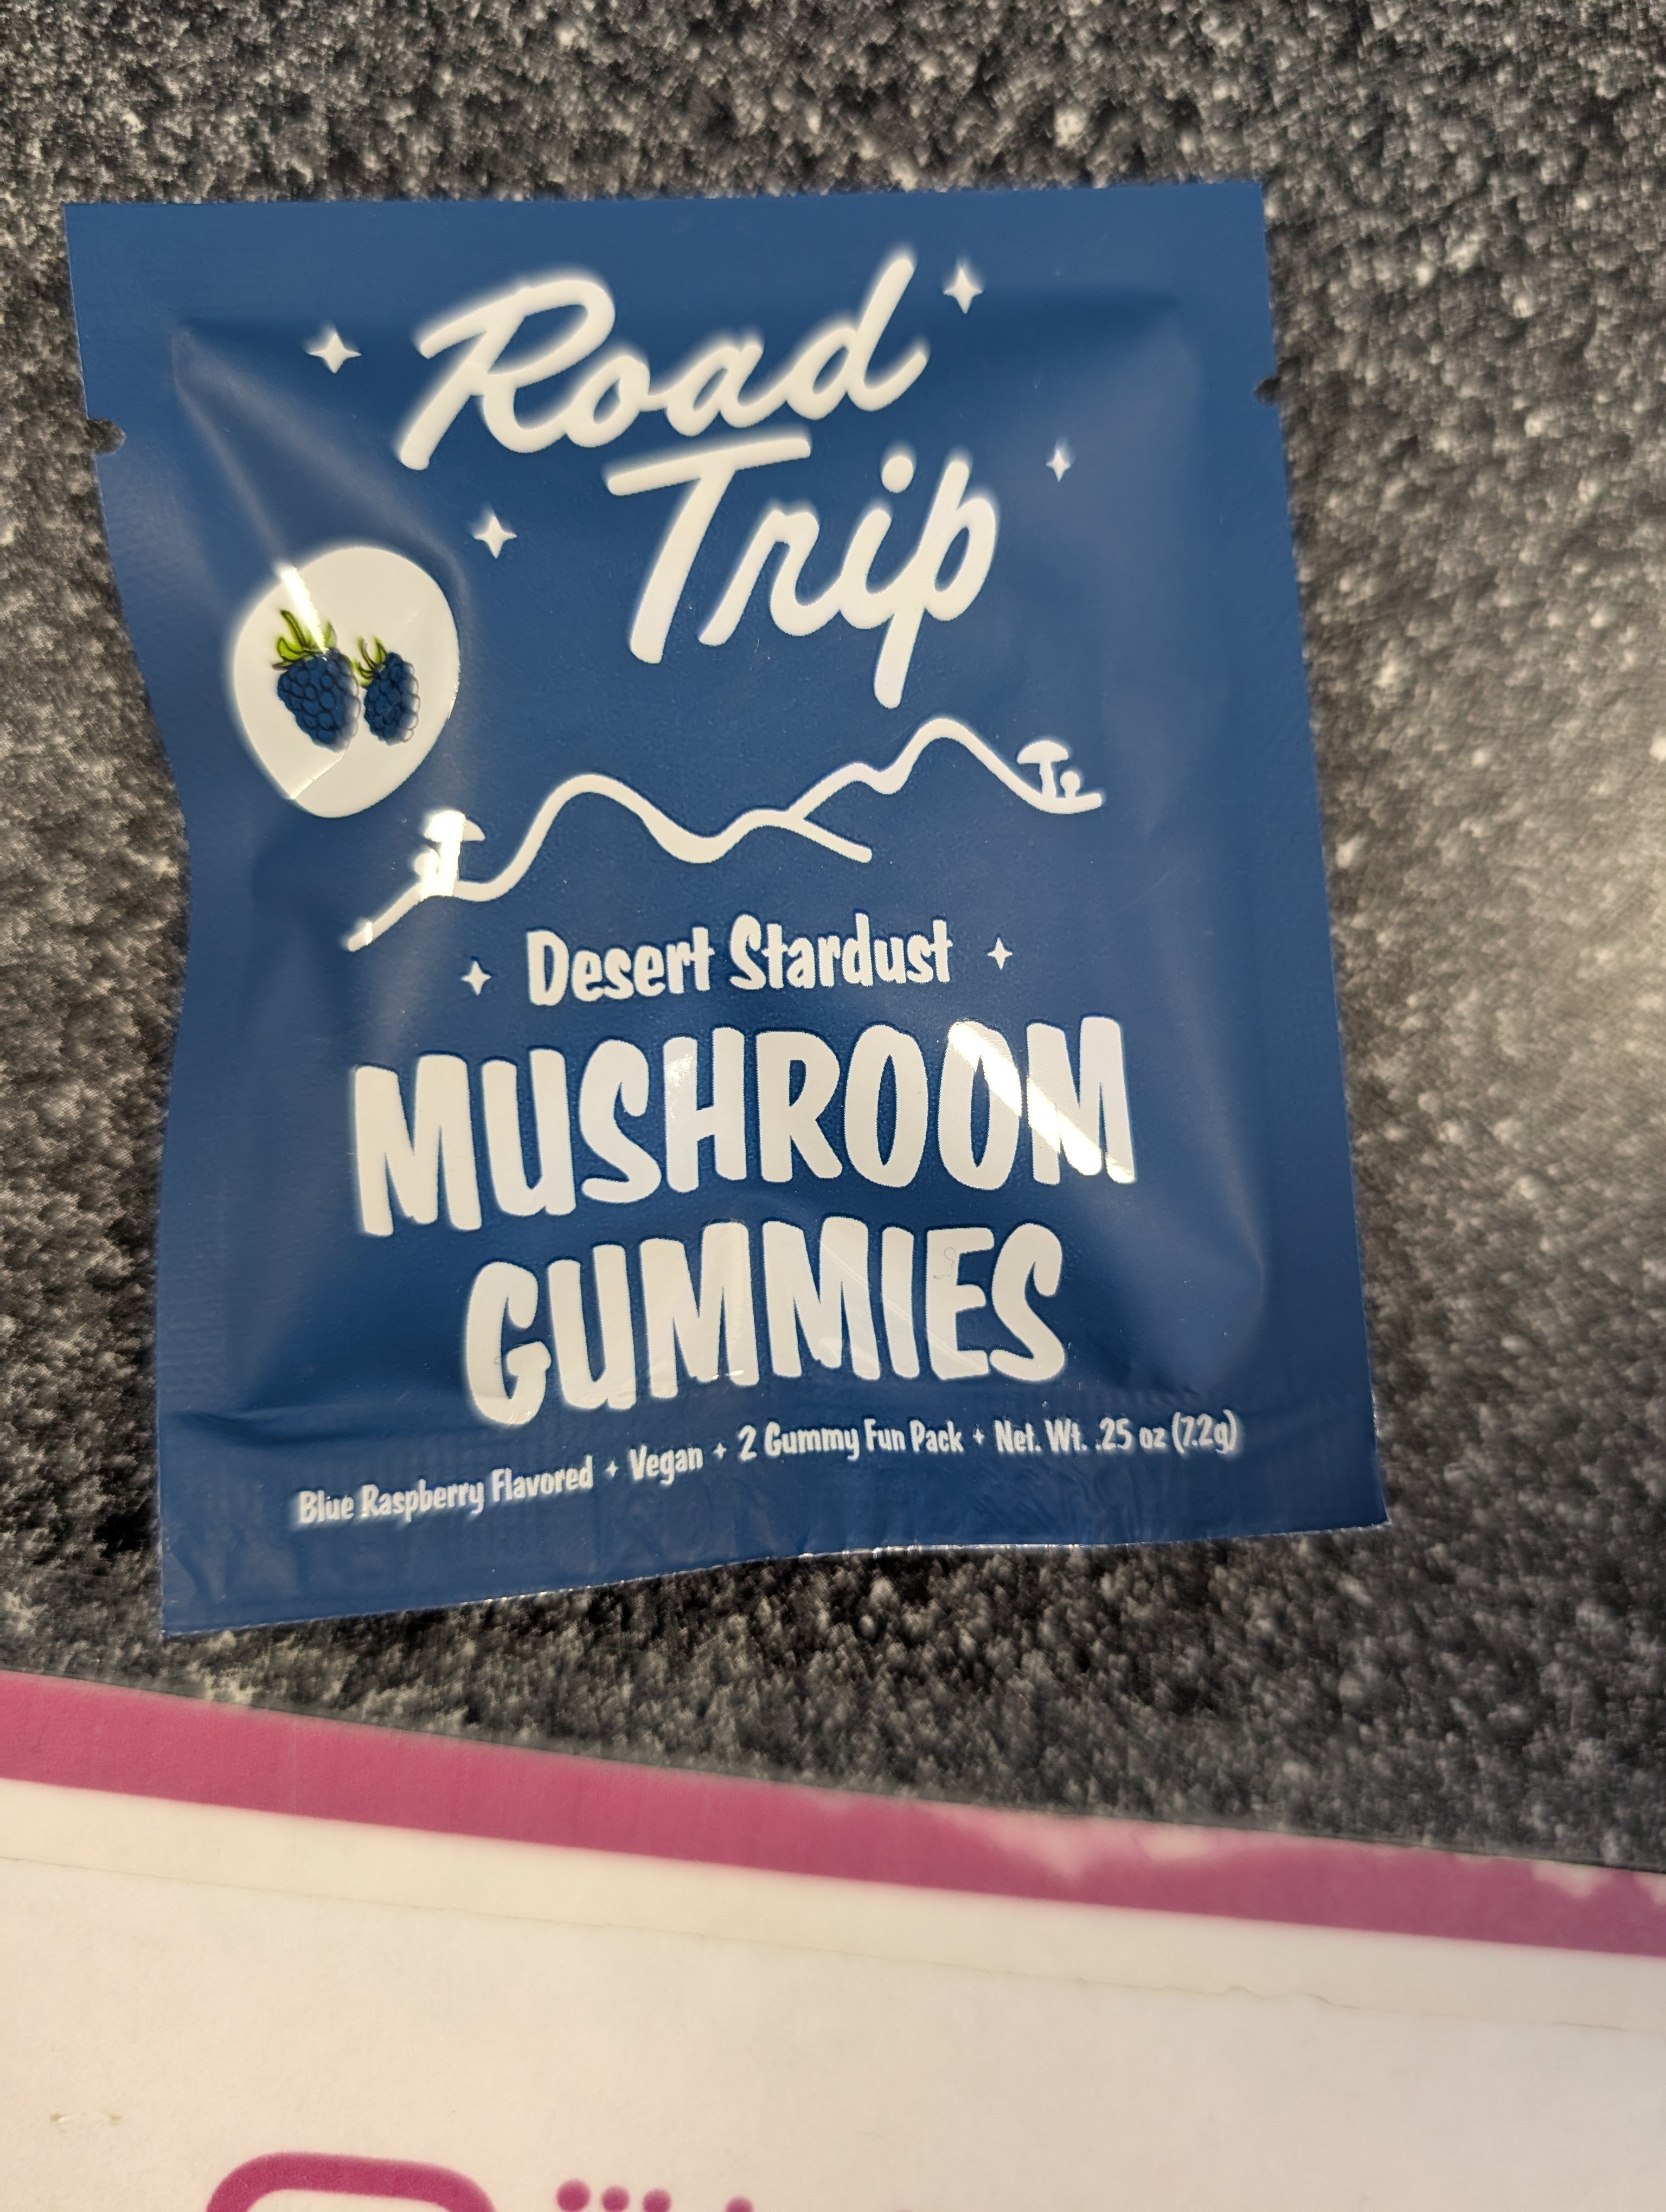 Road
Trip
Desert Stardust
MUSHROOM
GUMMIES
Blue Raspberry Flavored + Vegan + 2 Gummy Fun Pack + Net. Wt. .25 oz (7.2g)